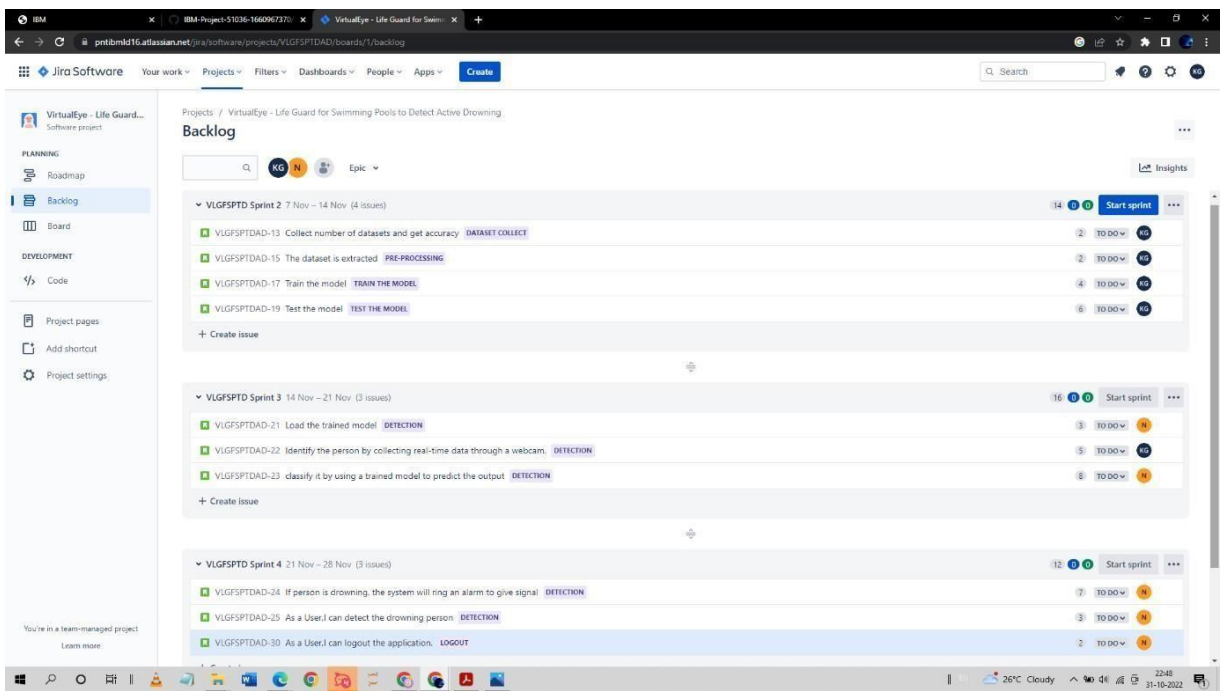 IBM
IBM-Project-51036-1660967370/
VirtualEye - Life Guard for Swimm
pntibmld16.atlassian.net/jira/software/projects/VLGFSPTDAD/boards/1/backlog
Jira Software Your work Projects Filters Dashboards People Apps Create Search KG
VirtualEye - Life Guard...
Software project
PLANNING
Roadmap
Backlog
Board
DEVELOPMENT
Code
Project pages
Add shortcut
Project settings
You're in a team-managed project
Learn more
Projects / VirtualEye - Life Guard for Swimming Pools to Detect Active Drowning
Backlog
KG N Epic Insights
VLGFSPTD Sprint 2 7 Nov – 14 Nov (4 issues) 14 0 0 Start sprint
VLGFSPTDAD-13 Collect number of datasets and get accuracy DATASET COLLECT 2 TO DO KG
VLGFSPTDAD-15 The dataset is extracted PRE-PROCESSING 2 TO DO KG
VLGFSPTDAD-17 Train the model TRAIN THE MODEL 4 TO DO KG
VLGFSPTDAD-19 Test the model TEST THE MODEL 6 TO DO KG
+ Create issue
VLGFSPTD Sprint 3 14 Nov – 21 Nov (3 issues) 16 0 0 Start sprint
VLGFSPTDAD-21 Load the trained model DETECTION 3 TO DO N
VLGFSPTDAD-22 Identify the person by collecting real-time data through a webcam. DETECTION 5 TO DO KG
VLGFSPTDAD-23 classify it by using a trained model to predict the output DETECTION 8 TO DO N
+ Create issue
VLGFSPTD Sprint 4 21 Nov – 28 Nov (3 issues) 12 0 0 Start sprint
VLGFSPTDAD-24 If person is drowning. the system will ring an alarm to give signal DETECTION 7 TO DO N
VLGFSPTDAD-25 As a User,I can detect the drowning person DETECTION 3 TO DO N
VLGFSPTDAD-30 As a User,I can logout the application. LOGOUT 2 TO DO N
26°C Cloudy
22:48
31-10-2022